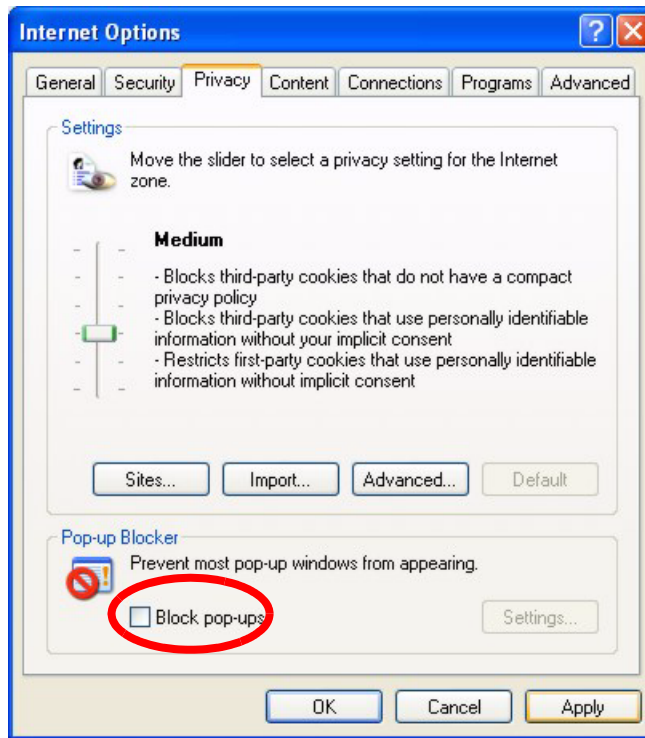 Internet Options
General Security Privacy Content Connections Programs Advanced
Settings
Move the slider to select a privacy setting for the Internet
zone.
Medium
- Blocks third-party cookies that do not have a compact
privacy policy
- Blocks third-party cookies that use personally identifiable
information without your implicit consent
- Restricts first-party cookies that use personally identifiable
information without implicit consent
Sites... Import... Advanced... Default
Pop-up Blocker
Prevent most pop-up windows from appearing.
Block pop-ups Settings...
OK Cancel Apply